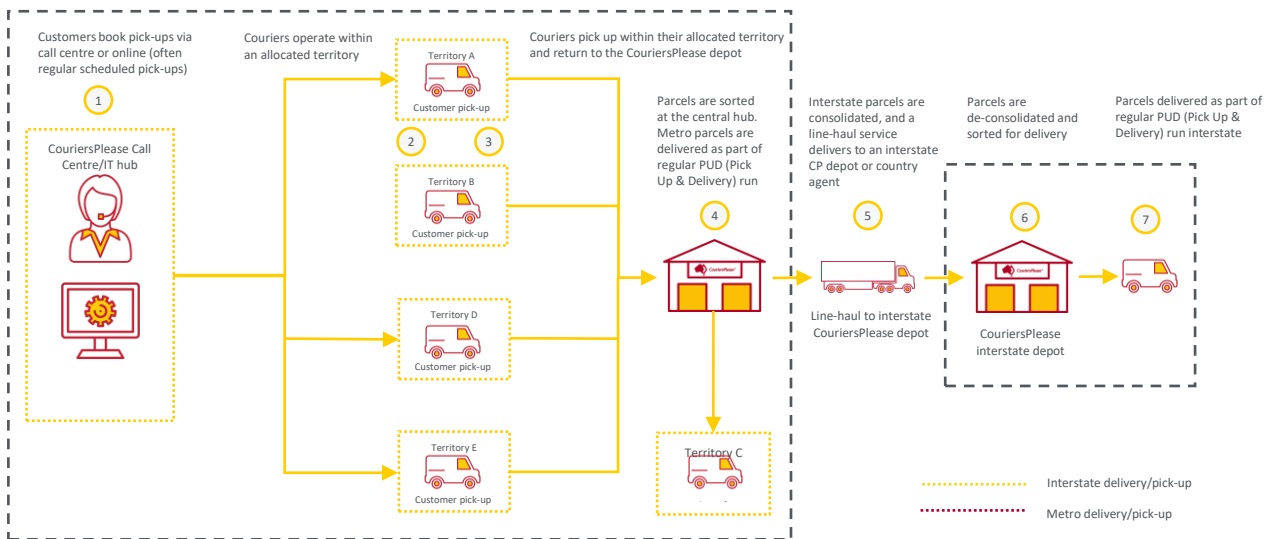 Customers book pick-ups via
call centre or online (often
regular scheduled pick-ups)
1
CouriersPlease Call
Centre/IT hub
Couriers operate within
an allocated territory
Couriers pick up within their allocated territory
and return to the CouriersPlease depot
Territory A
Customer pick-up
2
3
Territory B
Customer pick-up
Territory D
Customer pick-up
Territory E
Customer pick-up
Parcels are sorted
at the central hub.
Metro parcels are
delivered as part of
regular PUD (Pick
Up & Delivery) run
4
CouriersPlease
Territory C
Interstate parcels are
consolidated, and a
line-haul service
delivers to an interstate
CP depot or country
agent
5
Line-haul to interstate
CouriersPlease depot
Parcels are
de-consolidated and
sorted for delivery
6
CouriersPlease
CouriersPlease
interstate depot
Parcels delivered as part of
regular PUD (Pick Up &
Delivery) run interstate
7
Interstate delivery/pick-up
Metro delivery/pick-up